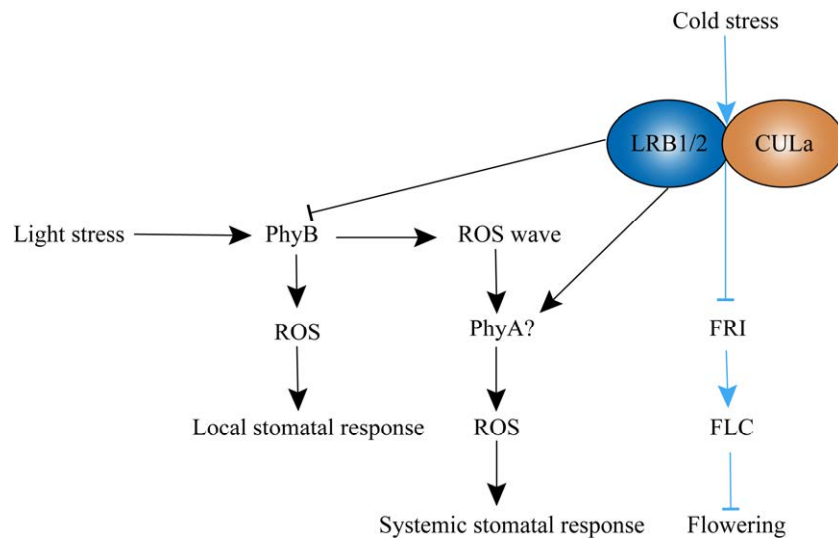 Cold stress
LRB1/2 CULa
Light stress PhyB ROS wave
ROS PhyA? FRI
Local stomatal response ROS FLC
Systemic stomatal response Flowering